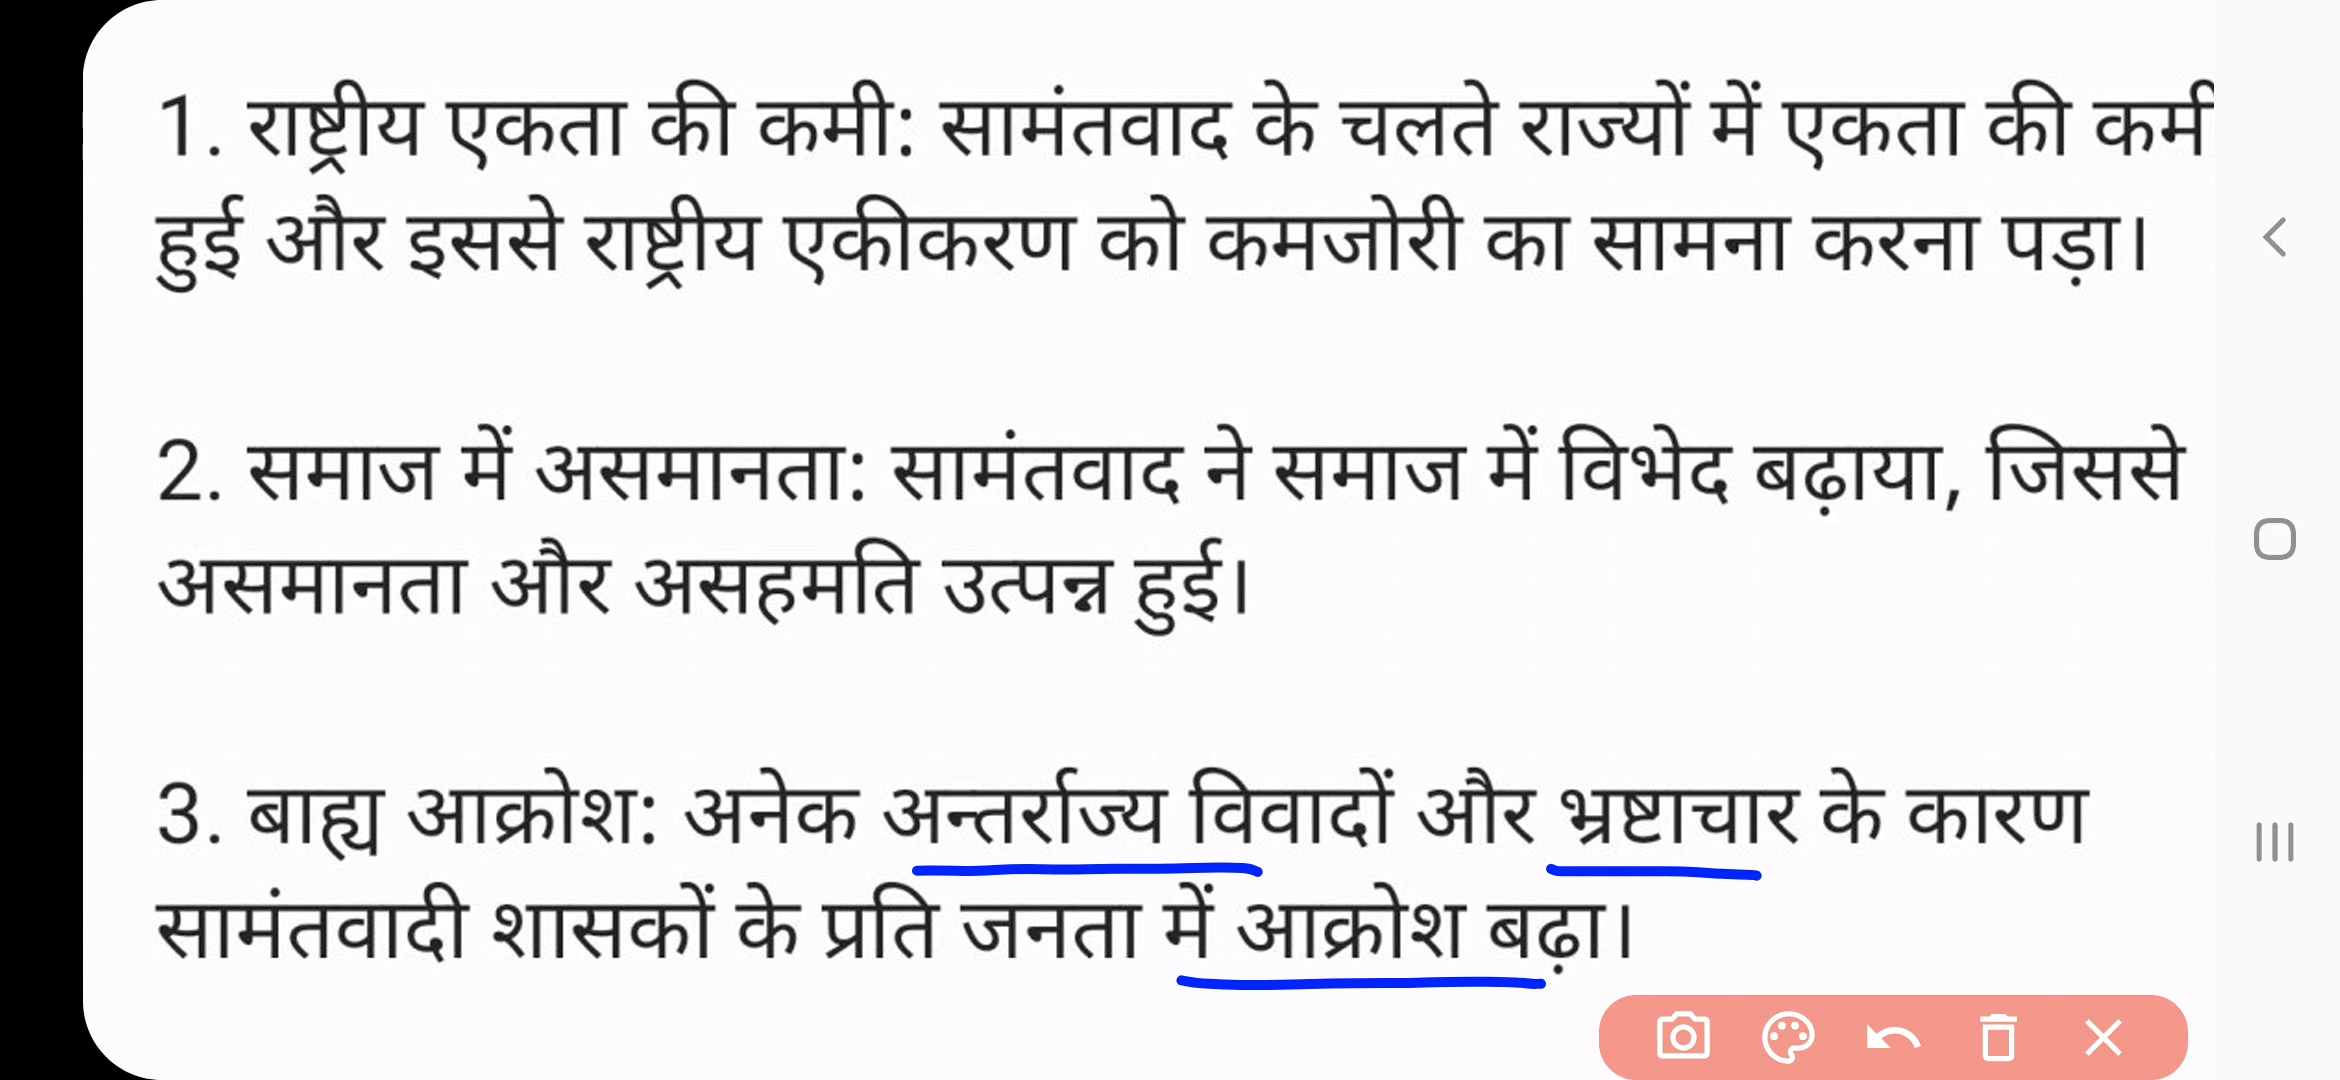 1. राष्ट्रीय एकता की कमी: सामंतवाद के चलते राज्यों में एकता की कमी
हुई और इससे राष्ट्रीय एकीकरण को कमजोरी का सामना करना पड़ा।
2. समाज में असमानता: सामंतवाद ने समाज में विभेद बढ़ाया, जिससे
असमानता और असहमति उत्पन्न हुई।
3. बाह्य आक्रोश: अनेक अन्तर्राज्य विवादों और भ्रष्टाचार के कारण
सामंतवादी शासकों के प्रति जनता में आक्रोश बढ़ा।